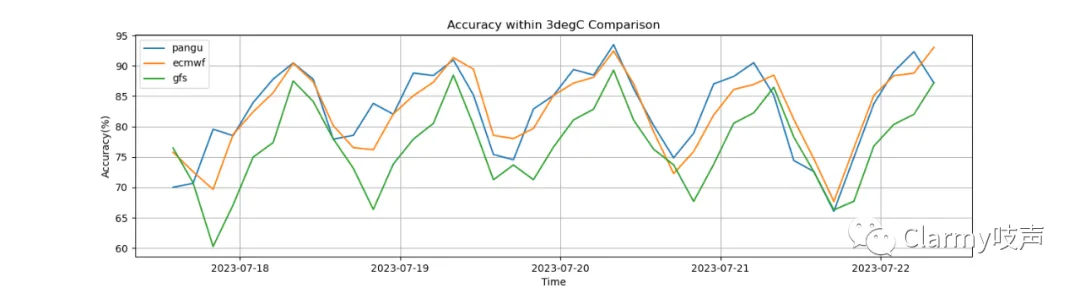 Accuracy within 3degC Comparison
pangu
ecmwf
gfs
95
90
85
80
75
70
65
60
Accuracy(%)
2023-07-18 2023-07-19 2023-07-20 2023-07-21 2023-07-22
Time
Clarmy吱声